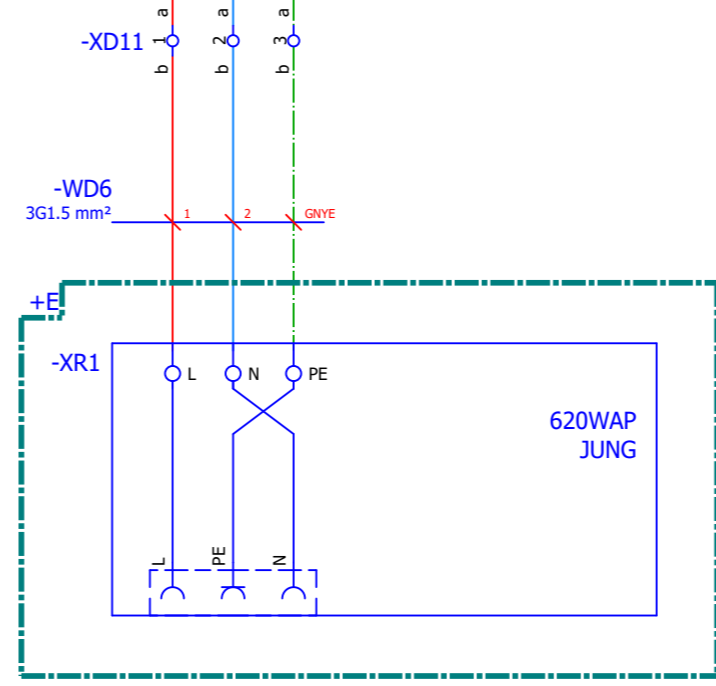 a a a
-XD11 1 2 3
b b b
-WD6
3G1.5 mm² 1 2 GNYE
+E
-XR1
L N PE
620WAP
JUNG
L PE N